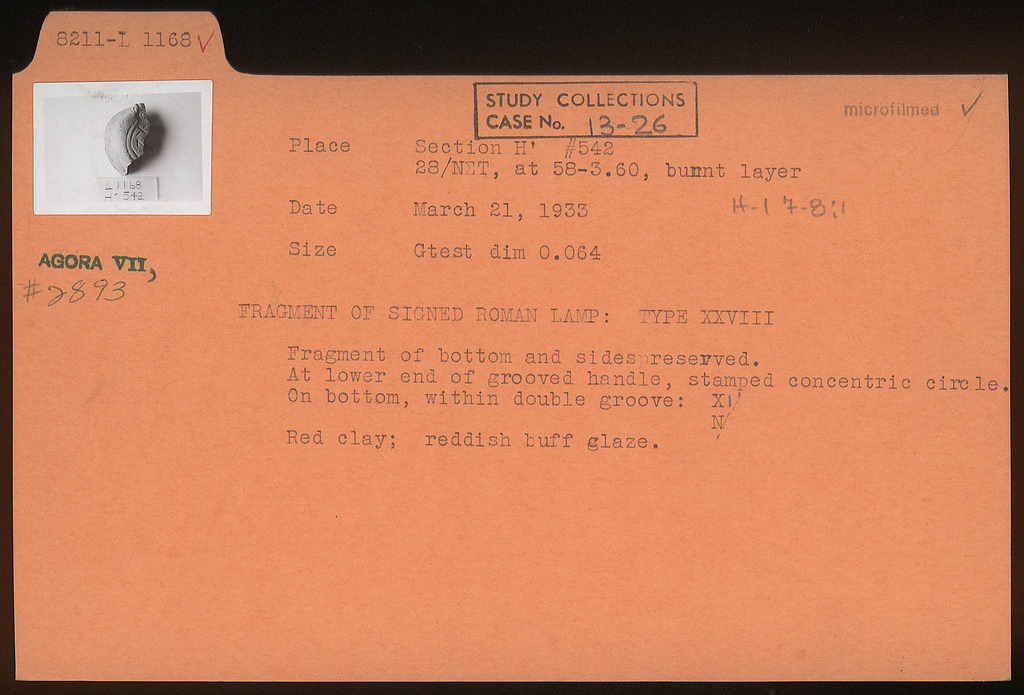 8211-L 1168 ✓
STUDY COLLECTIONS
CASE No. 13-26
microfilmed ✓
Place Section H' #542
28/NET, at 58-3.60, burnt layer
L 1168
H' 542
Date March 21, 1933
H-I 7-8:1
Size Gtest dim 0.064
AGORA VII,
#2893
FRAGMENT OF SIGNED ROMAN LAMP: TYPE XXVIII
Fragment of bottom and sides reserved.
At lower end of grooved handle, stamped concentric circle.
On bottom, within double groove: XI
N
Red clay; reddish buff glaze.